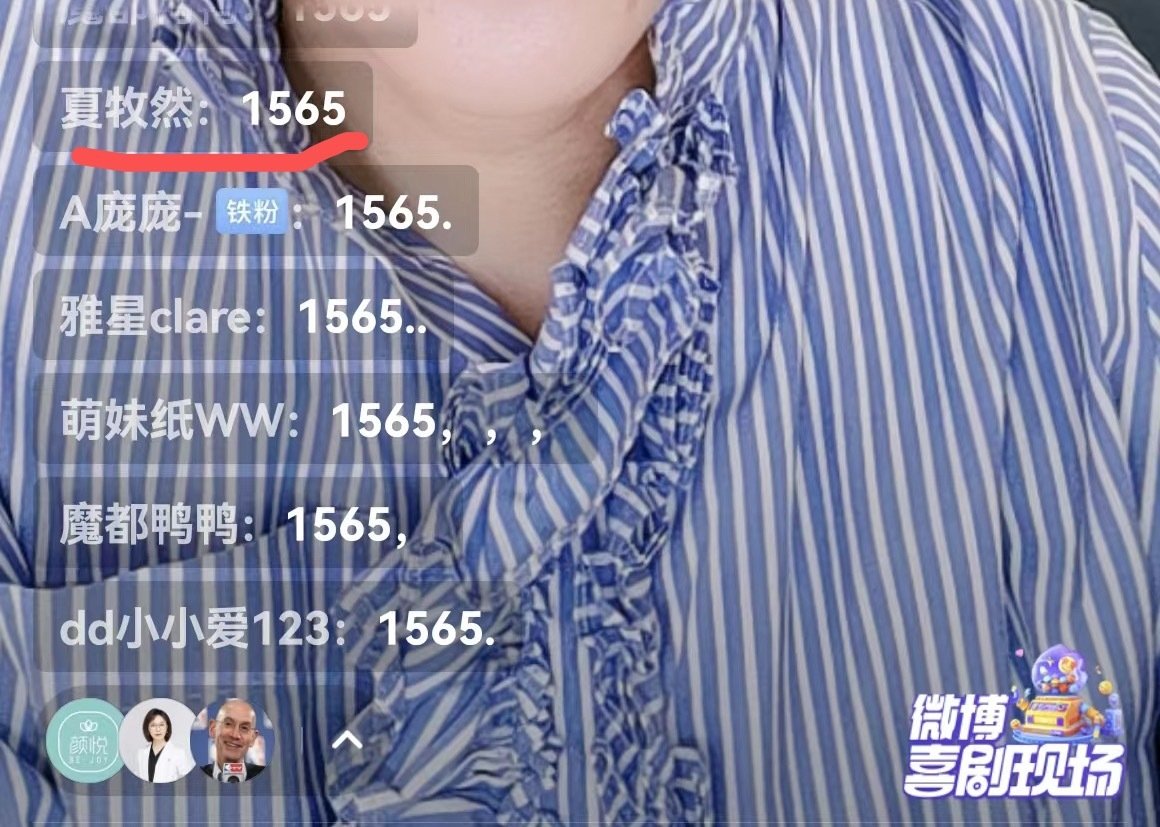 1565
夏牧然： 1565
A庞庞- 铁粉 ： 1565.
雅星clare： 1565..
萌妹纸WW： 1565，，，
魔都鸭鸭： 1565，
dd小小爱123： 1565.
颜悦
BE·JOY
微博
喜剧现场